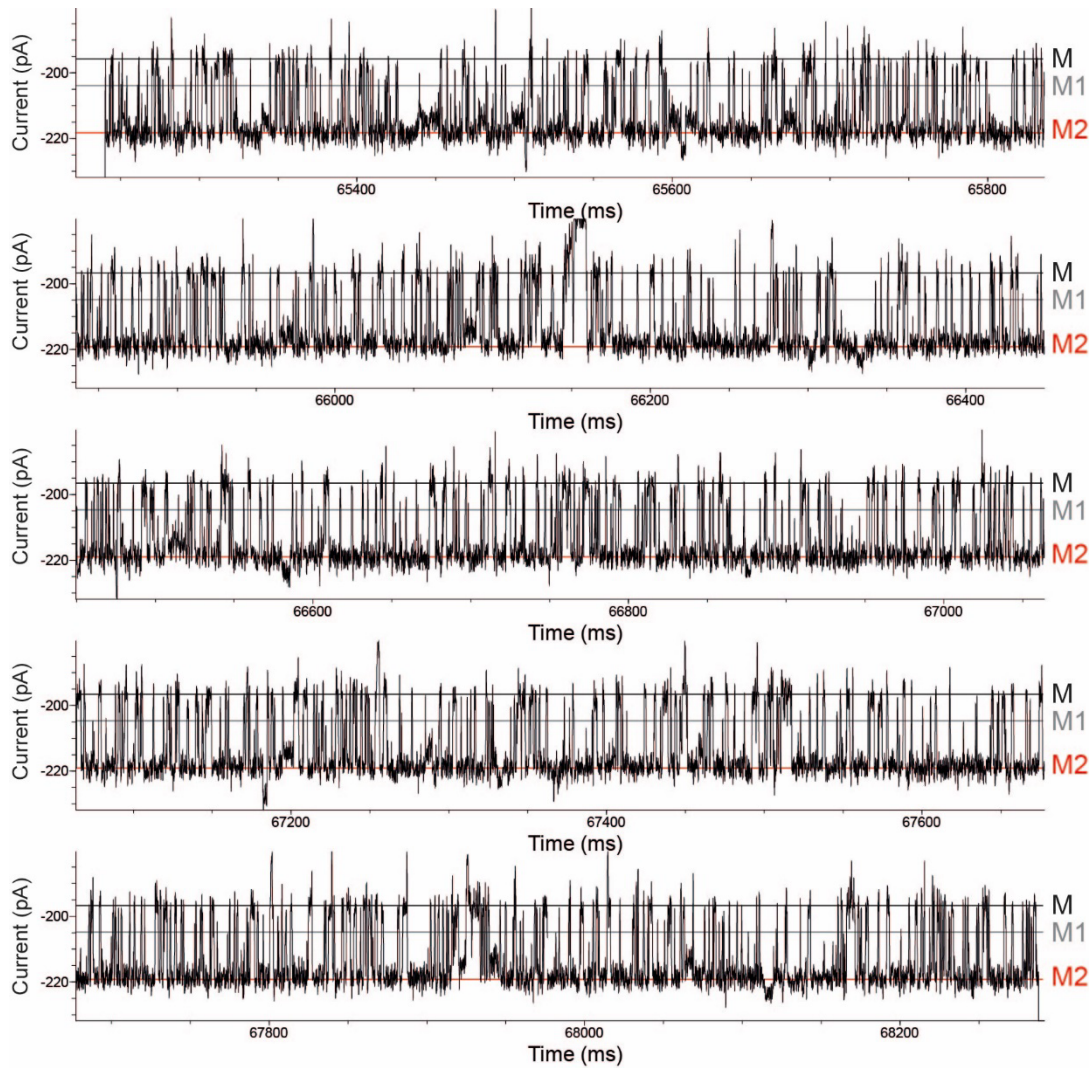 Current (pA)
-200
-220
M
M1
M2
65400 65600 65800
Time (ms)
Current (pA)
-200
-220
M
M1
M2
66000 66200 66400
Time (ms)
Current (pA)
-200
-220
M
M1
M2
66600 66800 67000
Time (ms)
Current (pA)
-200
-220
M
M1
M2
67200 67400 67600
Time (ms)
Current (pA)
-200
-220
M
M1
M2
67800 68000 68200
Time (ms)